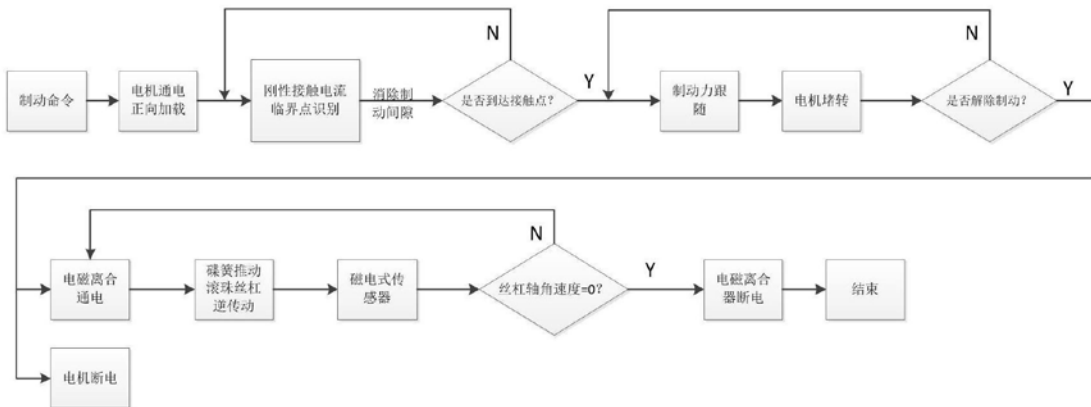 N
N
制动命令
电机通电
正向加载
刚性接触电流
临界点识别
消除制
动间隙
是否到达接触点？
Y
制动力跟
随
电机堵转
是否解除制动？
Y
N
电磁离合
通电
碟簧推动
滚珠丝杠
逆传动
磁电式传
感器
丝杠轴角速度=0？
Y
电磁离合
器断电
结束
电机断电